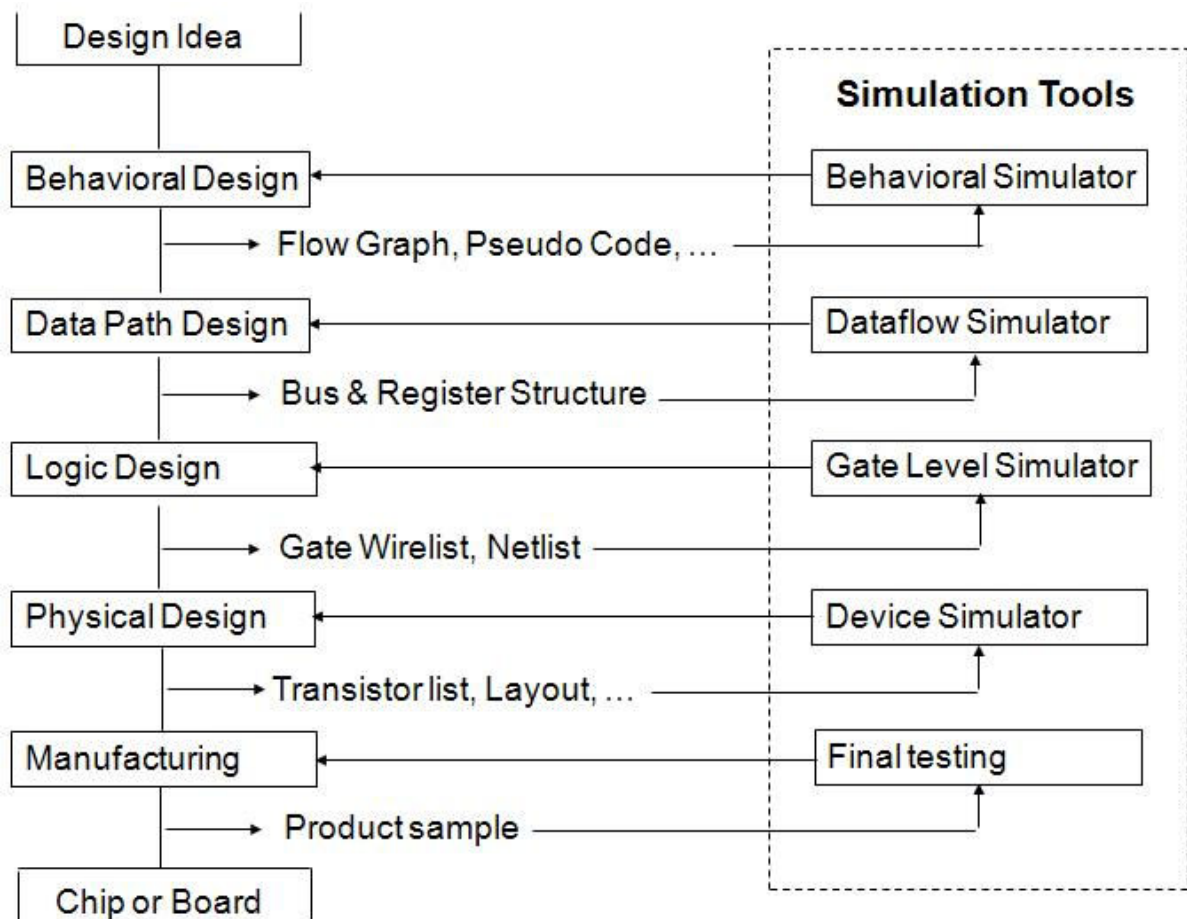 Design Idea
Simulation Tools
Behavioral Design
Behavioral Simulator
Flow Graph, Pseudo Code, …
Data Path Design
Dataflow Simulator
Bus & Register Structure
Logic Design
Gate Level Simulator
Gate Wirelist, Netlist
Physical Design
Device Simulator
Transistor list, Layout, …
Manufacturing
Final testing
Product sample
Chip or Board